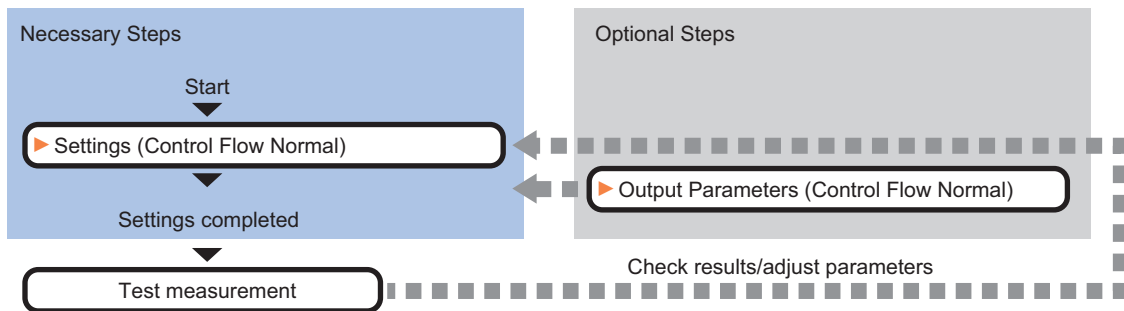 Necessary Steps
Optional Steps
Start
Settings (Control Flow Normal)
Output Parameters (Control Flow Normal)
Settings completed
Check results/adjust parameters
Test measurement